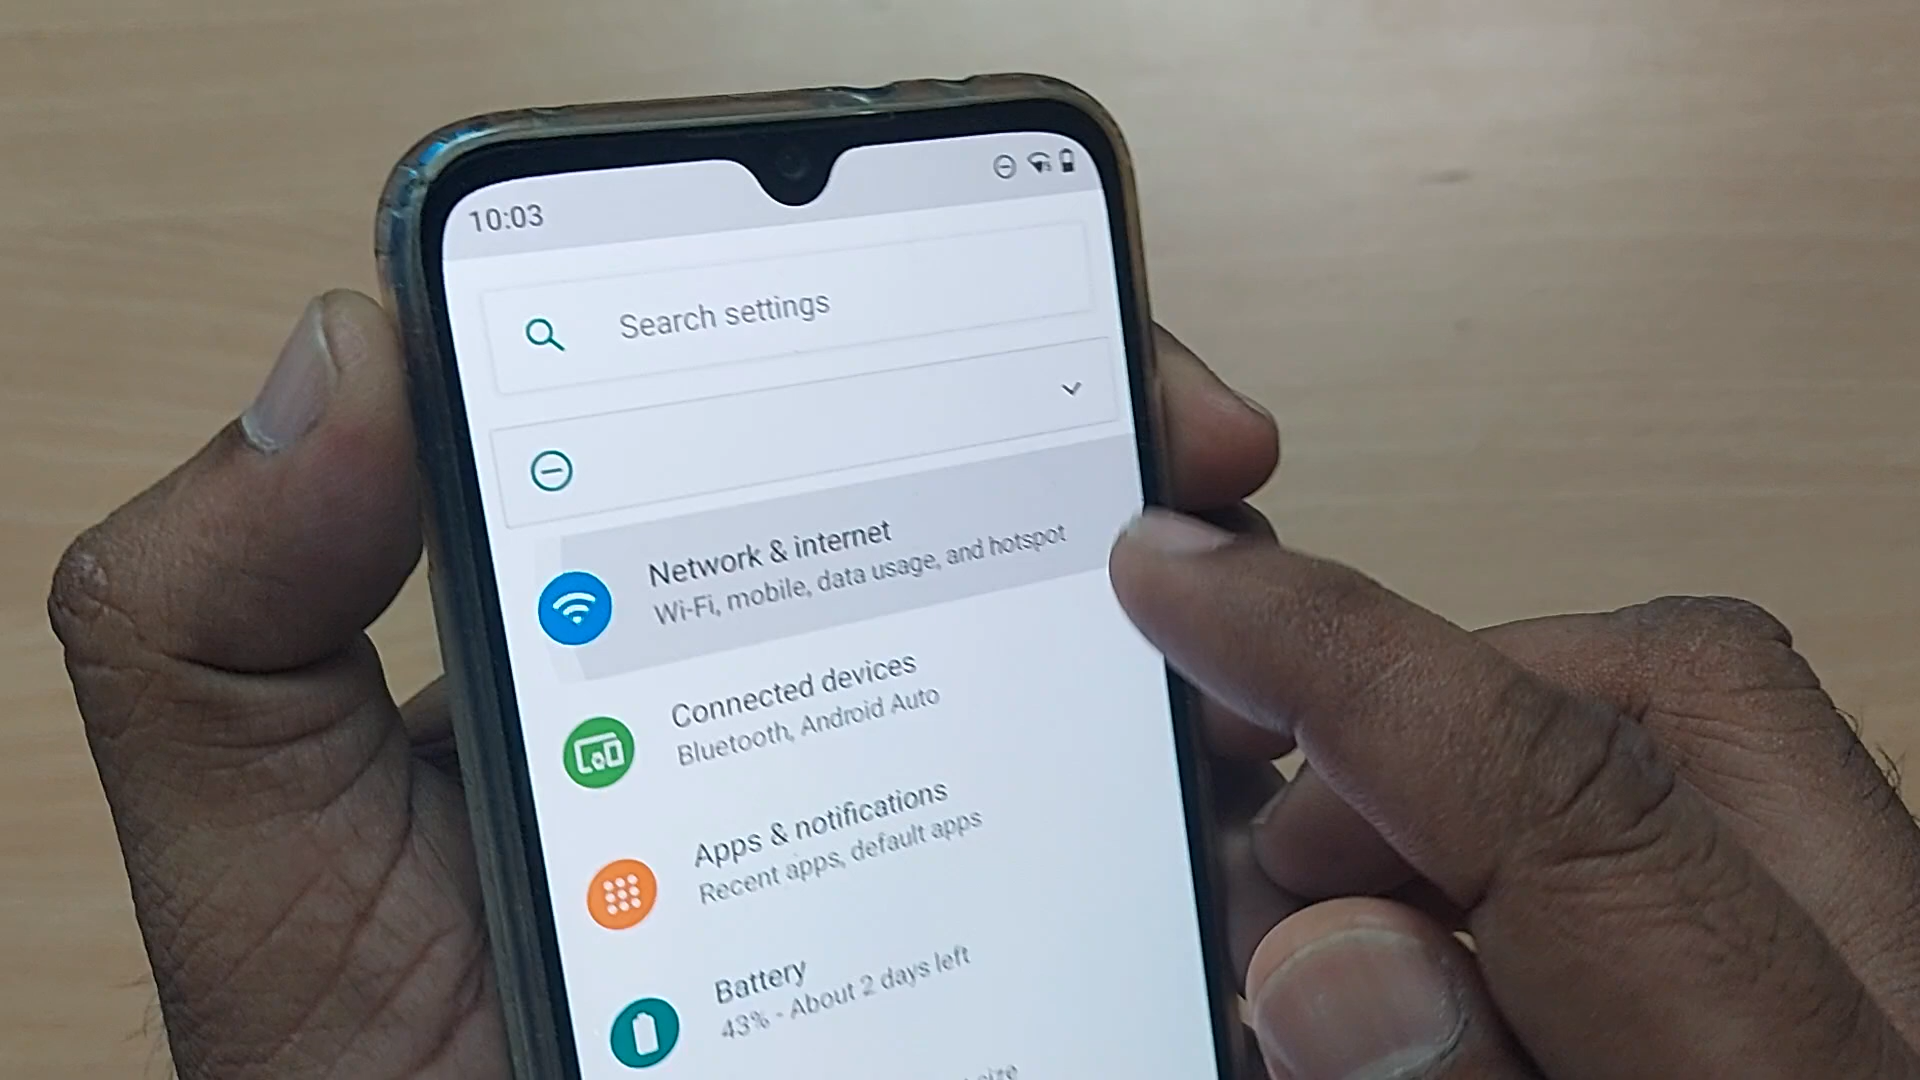 10:03
Search settings
Network & internet
Wi-Fi, mobile, data usage, and hotspot
Connected devices
Bluetooth, Android Auto
Apps & notifications
Recent apps, default apps
Battery
43% - About 2 days left
size